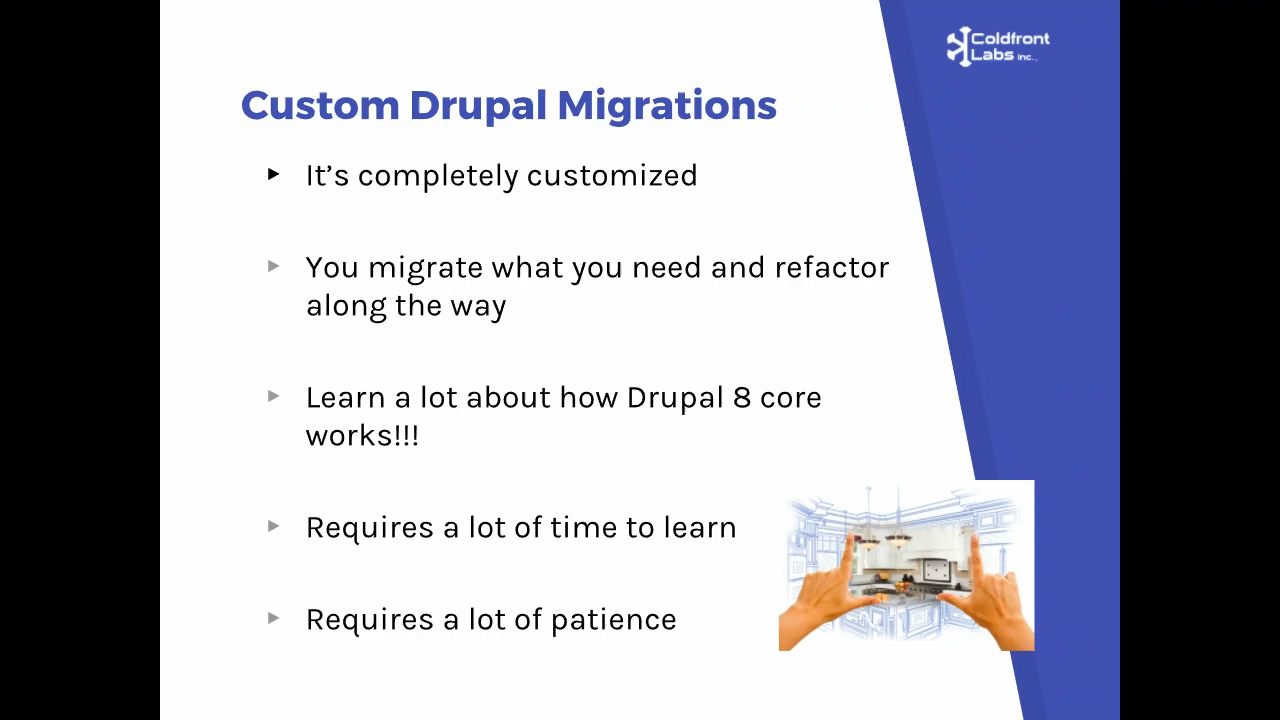 Coldfront
Labs Inc.
Custom Drupal Migrations
It's completely customized
You migrate what you need and refactor
along the way
Learn a lot about how Drupal 8 core
works!!!
Requires a lot of time to learn
Requires a lot of patience